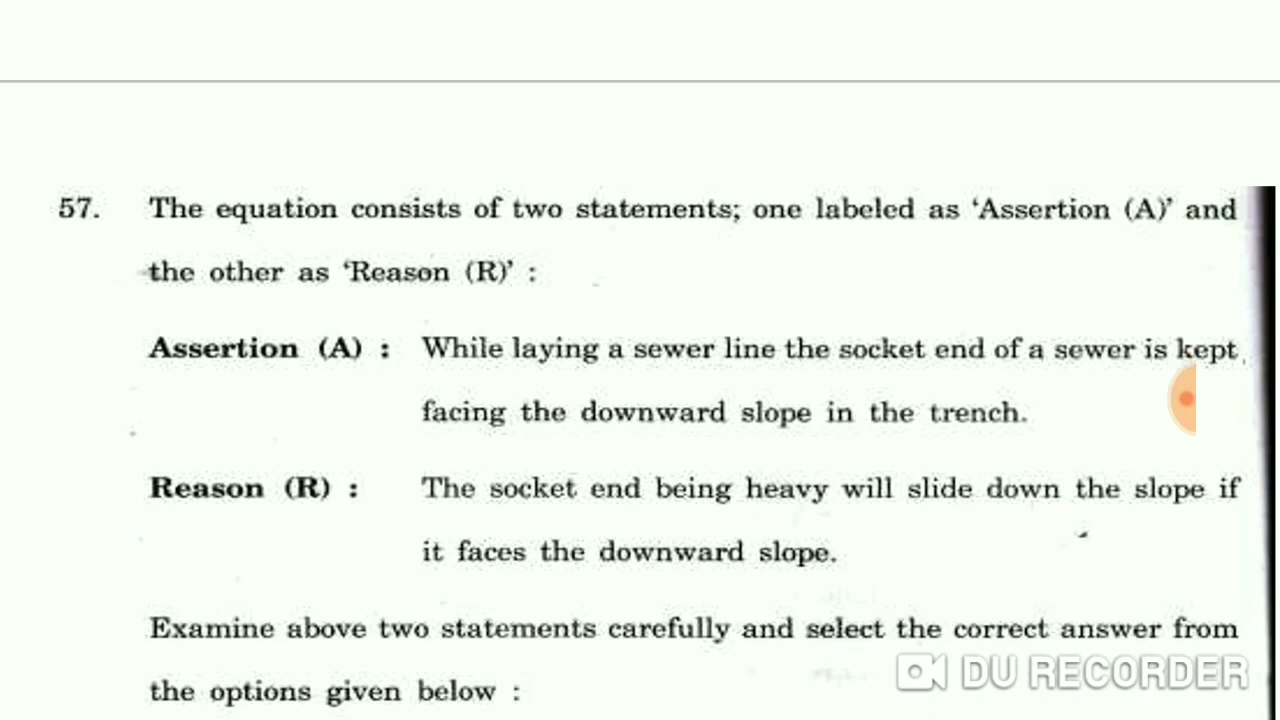 57. The equation consists of two statements; one labeled as ‘Assertion (A)’ and
the other as ‘Reason (R)’ :
Assertion (A) : While laying a sewer line the socket end of a sewer is kept
facing the downward slope in the trench.
Reason (R) : The socket end being heavy will slide down the slope if
it faces the downward slope.
Examine above two statements carefully and select the correct answer from
the options given below :
DU RECORDER